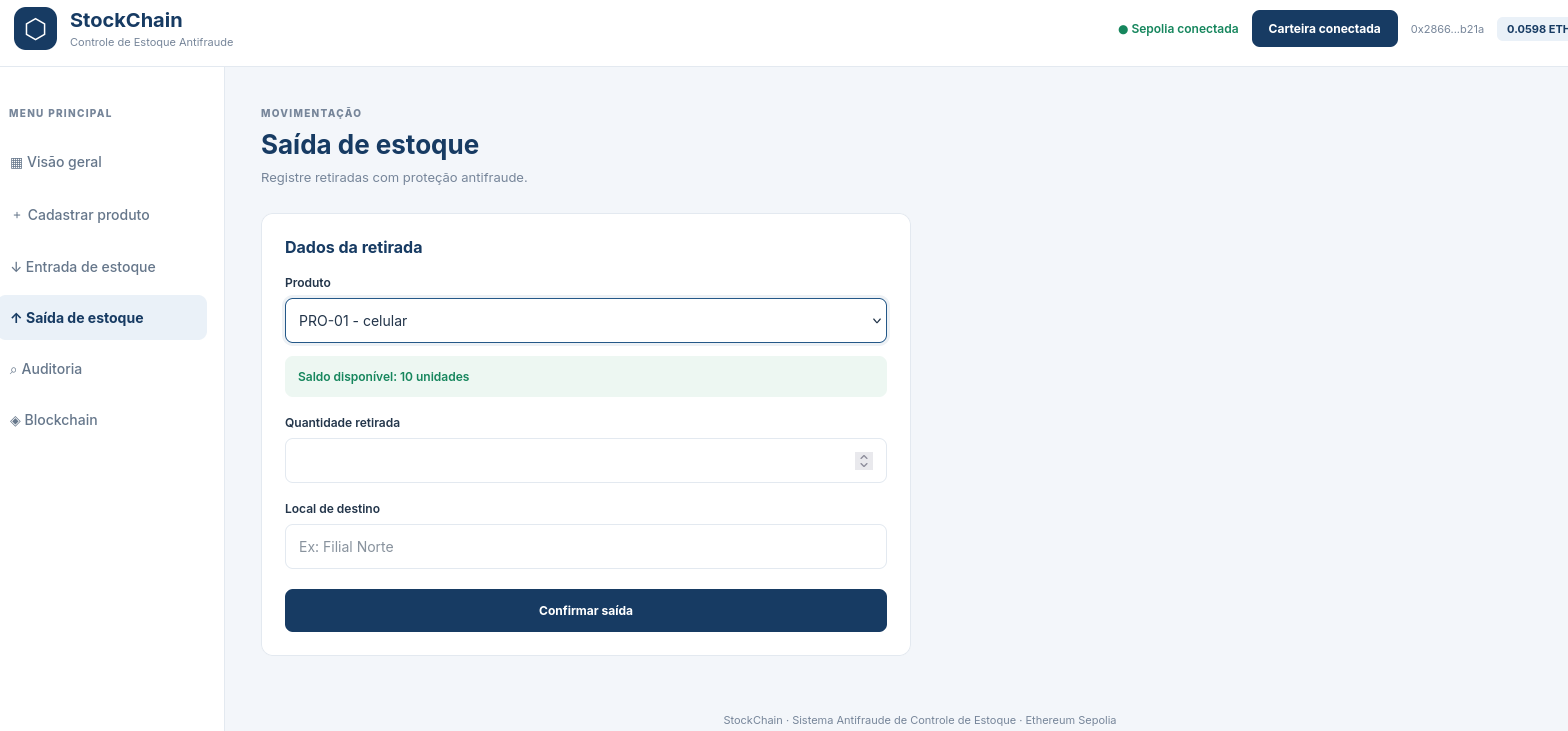 StockChain
Controle de Estoque Antifraude
Sepolia conectada
Carteira conectada
0x2866...b21a
0.0598 ETH
MENU PRINCIPAL
Visão geral
Cadastrar produto
Entrada de estoque
Saída de estoque
Auditoria
Blockchain
MOVIMENTAÇÃO
Saída de estoque
Registre retiradas com proteção antifraude.
Dados da retirada
Produto
PRO-01 - celular
Saldo disponível: 10 unidades
Quantidade retirada
Local de destino
Ex: Filial Norte
Confirmar saída
StockChain · Sistema Antifraude de Controle de Estoque · Ethereum Sepolia